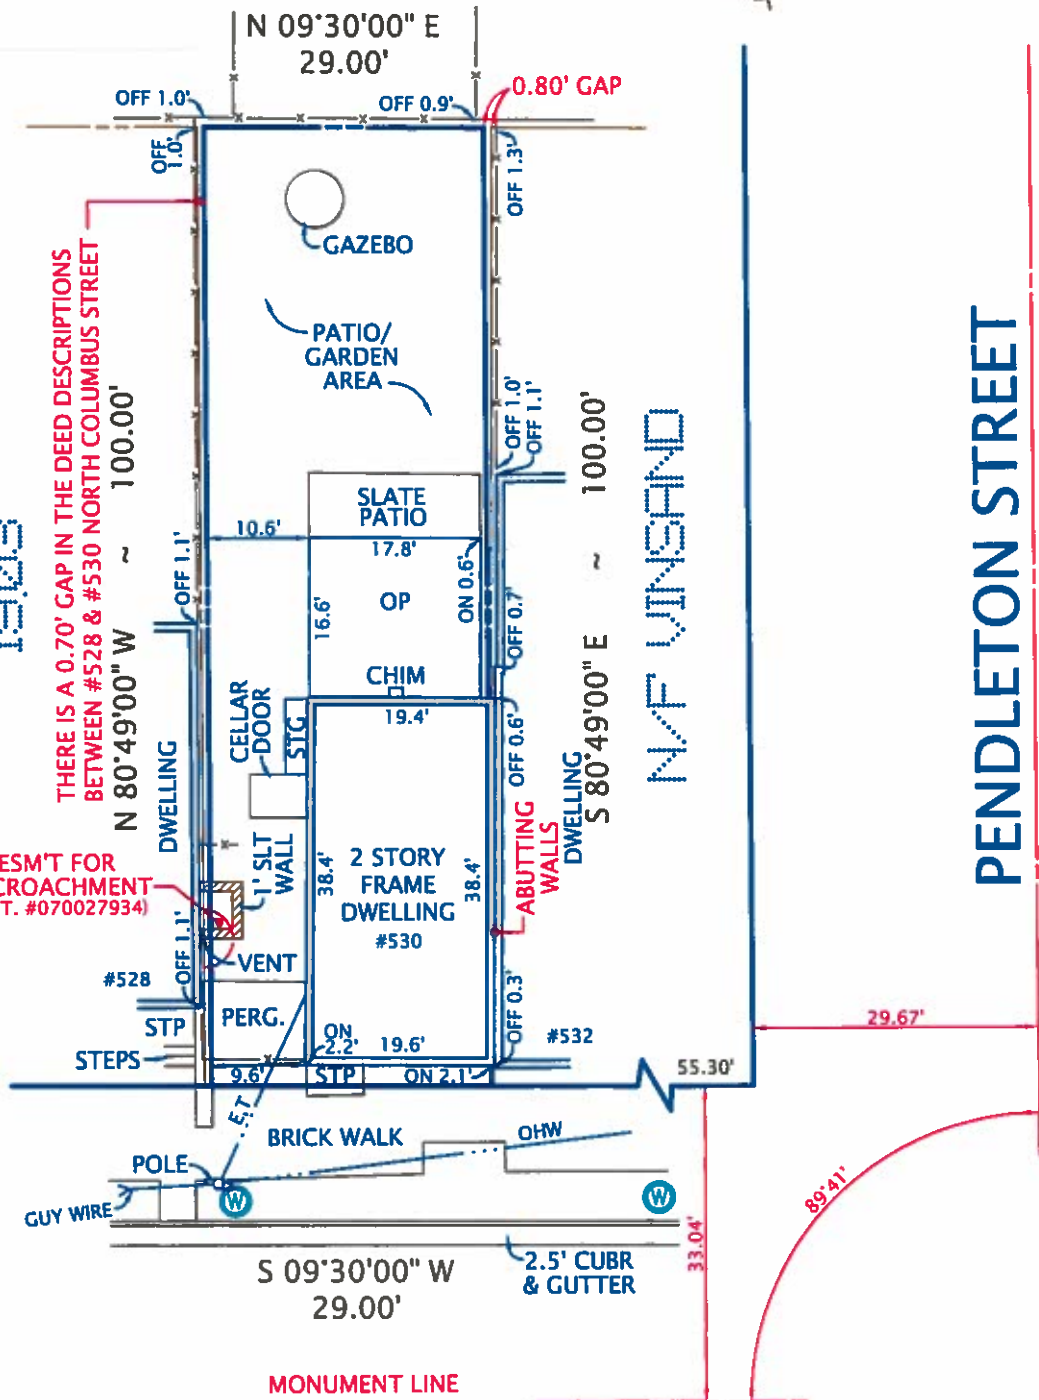 N 09°30'00" E
29.00'
OFF 1.0'
OFF 0.9'
0.80' GAP
OFF
1.0'
OFF 1.3'
GAZEBO
THERE IS A 0.70' GAP IN THE DEED DESCRIPTIONS
BETWEEN #528 & #530 NORTH COLUMBUS STREET
PATIO/
GARDEN
AREA
N 80°49'00" W ~ 100.00'
OFF 1.0'
OFF 1.1'
S 80°49'00" E ~ 100.00'
N/F VINSAND
PENDLETON STREET
SLATE
PATIO
10.6'
17.8'
OFF 1.1'
16.6'
OP
ON 0.6'
OFF 0.7'
CHIM
CELLAR
DOOR
STG
19.4'
OFF 0.6'
DWELLING
DWELLING
ABUTTING
WALLS
1' SLT
WALL
38.4'
2 STORY
FRAME
DWELLING
#530
38.4'
ESM'T FOR
CROACHMENT
T. #070027934)
OFF 1.1'
VENT
#528
STP
STEPS
PERG.
ON
2.2'
19.6'
OFF 0.3'
#532
29.67'
9.6'
STP
ON 2.1'
55.30'
E.T.
BRICK WALK
OHW
POLE
GUY WIRE
W
W
33.04'
89°41'
2.5' CUBR
& GUTTER
S 09°30'00" W
29.00'
MONUMENT LINE